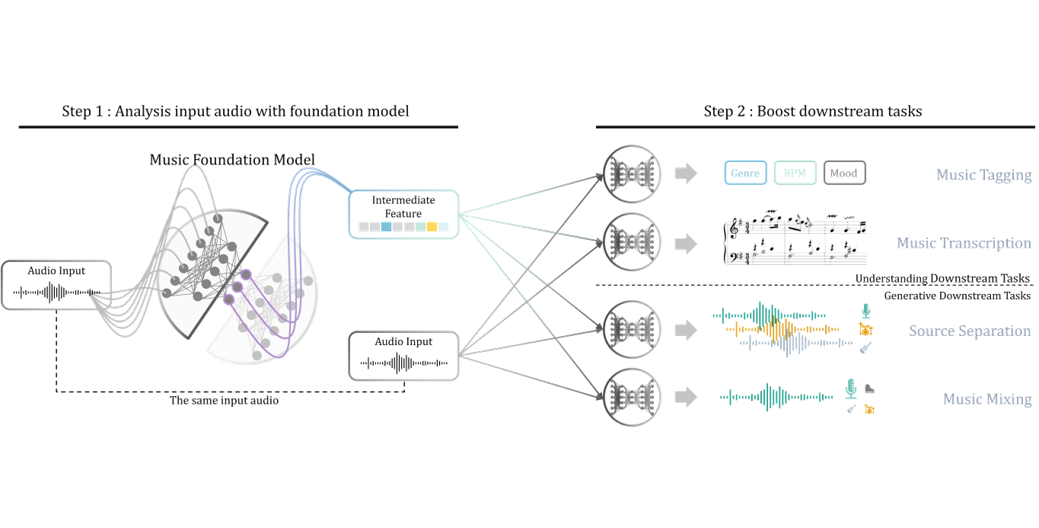 Step 1 : Analysis input audio with foundation model
Step 2 : Boost downstream tasks
Music Foundation Model
Audio Input
Intermediate
Feature
Audio Input
The same input audio
Genre
BPM
Mood
Music Tagging
Music Transcription
Understanding Downstream Tasks
Generative Downstream Tasks
Source Separation
Music Mixing